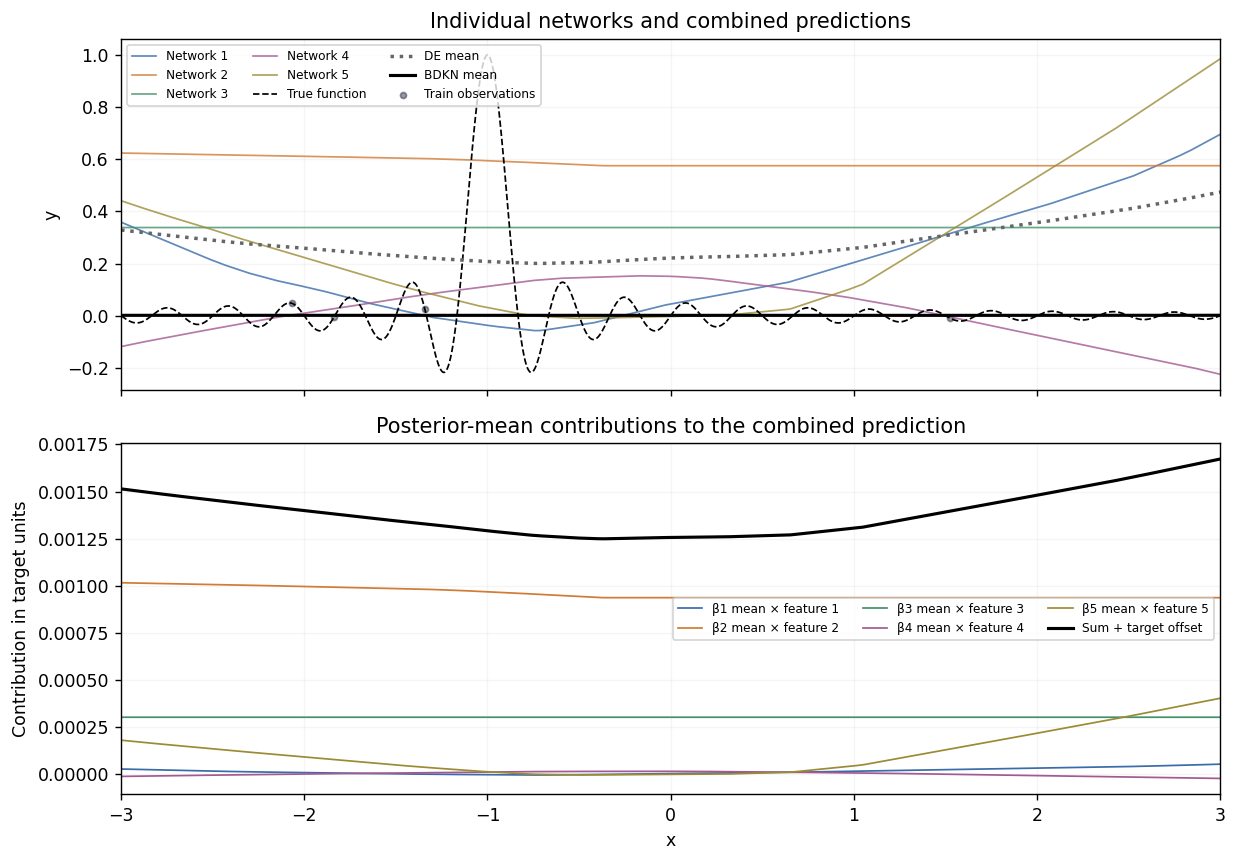 Individual networks and combined predictions
Network 1
Network 2
Network 3
Network 4
Network 5
True function
DE mean
BDKN mean
Train observations
1.0
0.8
0.6
0.4
0.2
0.0
−0.2
y
Posterior-mean contributions to the combined prediction
0.00175
0.00150
0.00125
0.00100
0.00075
0.00050
0.00025
0.00000
Contribution in target units
β1 mean × feature 1
β2 mean × feature 2
β3 mean × feature 3
β4 mean × feature 4
β5 mean × feature 5
Sum + target offset
−3
−2
−1
0
1
2
3
x